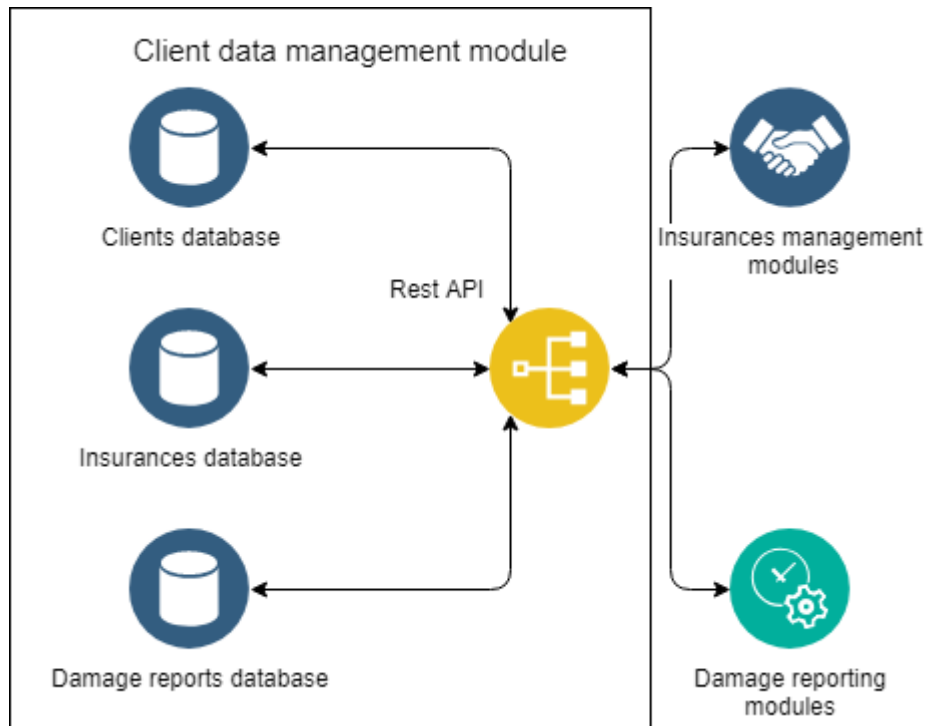 Client data management module
Clients database
Insurances management
modules
Rest API
Insurances database
Damage reports database
Damage reporting
modules